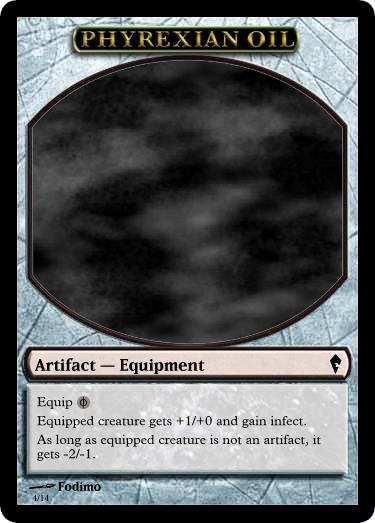 PHYREXIAN OIL
Artifact — Equipment
Equip Φ
Equipped creature gets +1/+0 and gain infect.
As long as equipped creature is not an artifact, it
gets -2/-1.
Fodimo
4/14